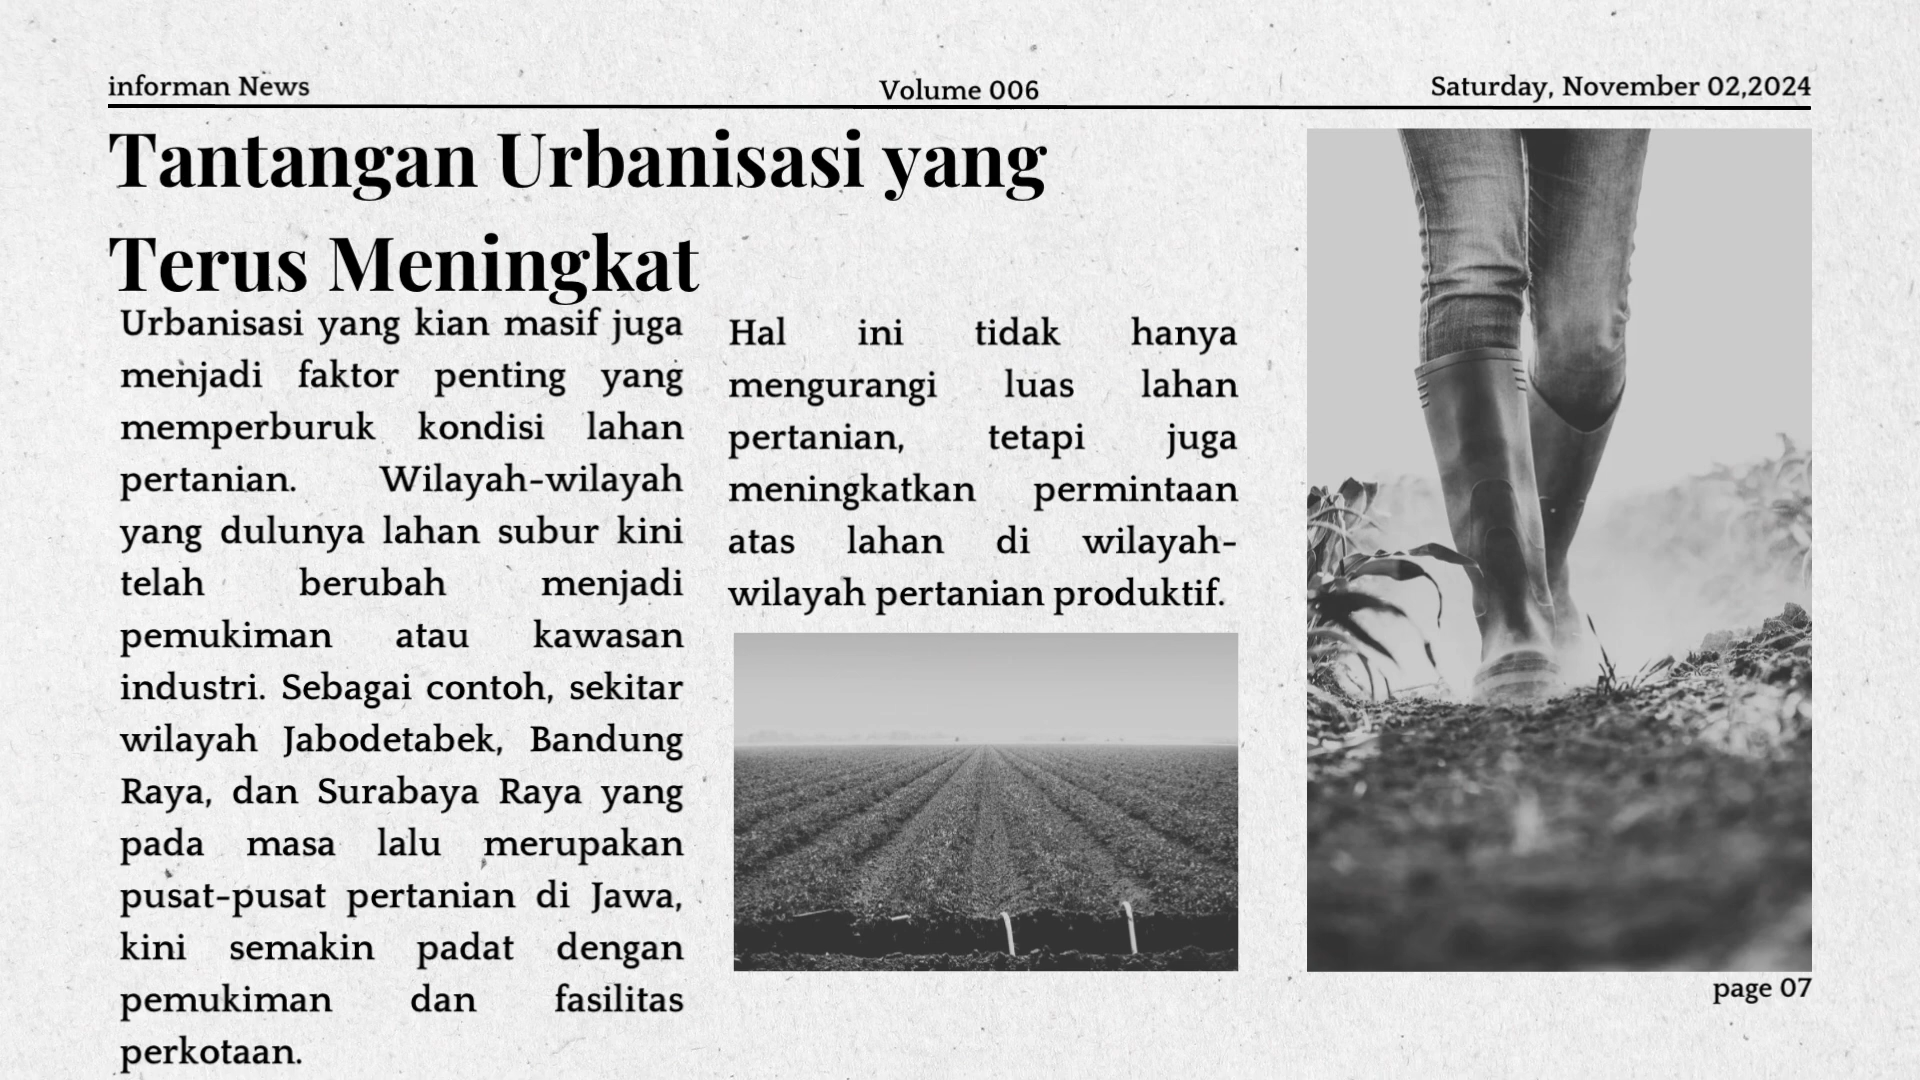 informan News
Volume 006
Saturday, November 02,2024
Tantangan Urbanisasi yang
Terus Meningkat
Urbanisasi yang kian masif juga
menjadi faktor penting yang
memperburuk kondisi lahan
pertanian. Wilayah-wilayah
yang dulunya lahan subur kini
telah berubah menjadi
pemukiman atau kawasan
industri. Sebagai contoh, sekitar
wilayah Jabodetabek, Bandung
Raya, dan Surabaya Raya yang
pada masa lalu merupakan
pusat-pusat pertanian di Jawa,
kini semakin padat dengan
pemukiman dan fasilitas
perkotaan.
Hal ini tidak hanya
mengurangi luas lahan
pertanian, tetapi juga
meningkatkan permintaan
atas lahan di wilayah-
wilayah pertanian produktif.
page 07